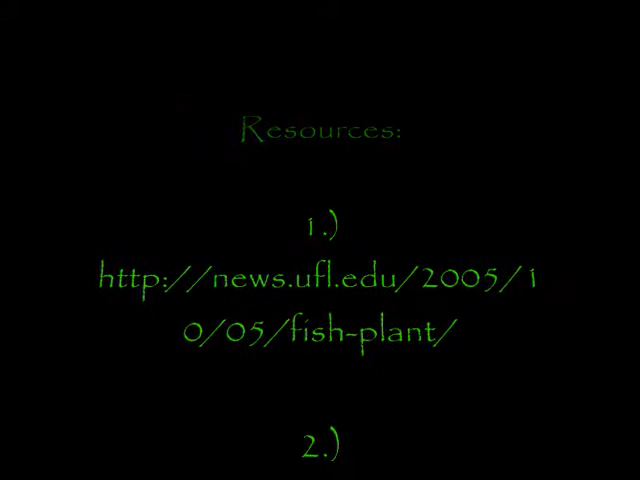 Resources:
1.)
http://news.ufl.edu/2005/1
0/05/fish-plant/
2.)